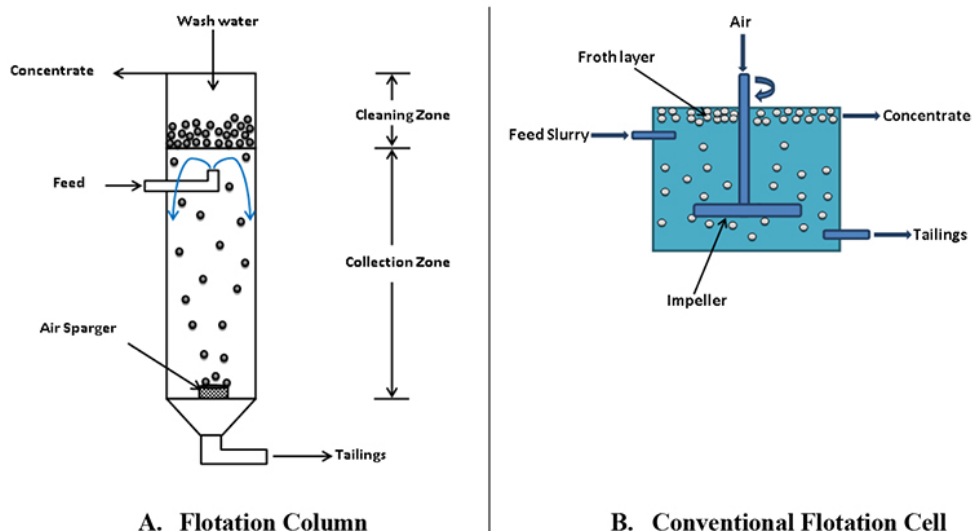 Wash water
Concentrate
Cleaning Zone
Feed
Collection Zone
Air Sparger
Tailings
A. Flotation Column
Air
Froth layer
Concentrate
Feed Slurry
Tailings
Impeller
B. Conventional Flotation Cell